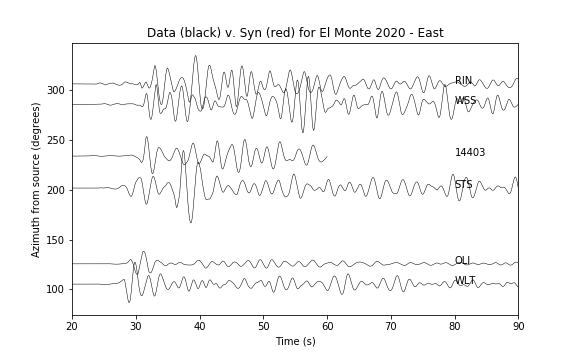 Data (black) v. Syn (red) for El Monte 2020 - East
Azimuth from source (degrees)
300
250
200
150
100
RIN
WSS
14403
STS
OLI
WLT
20 30 40 50 60 70 80 90
Time (s)